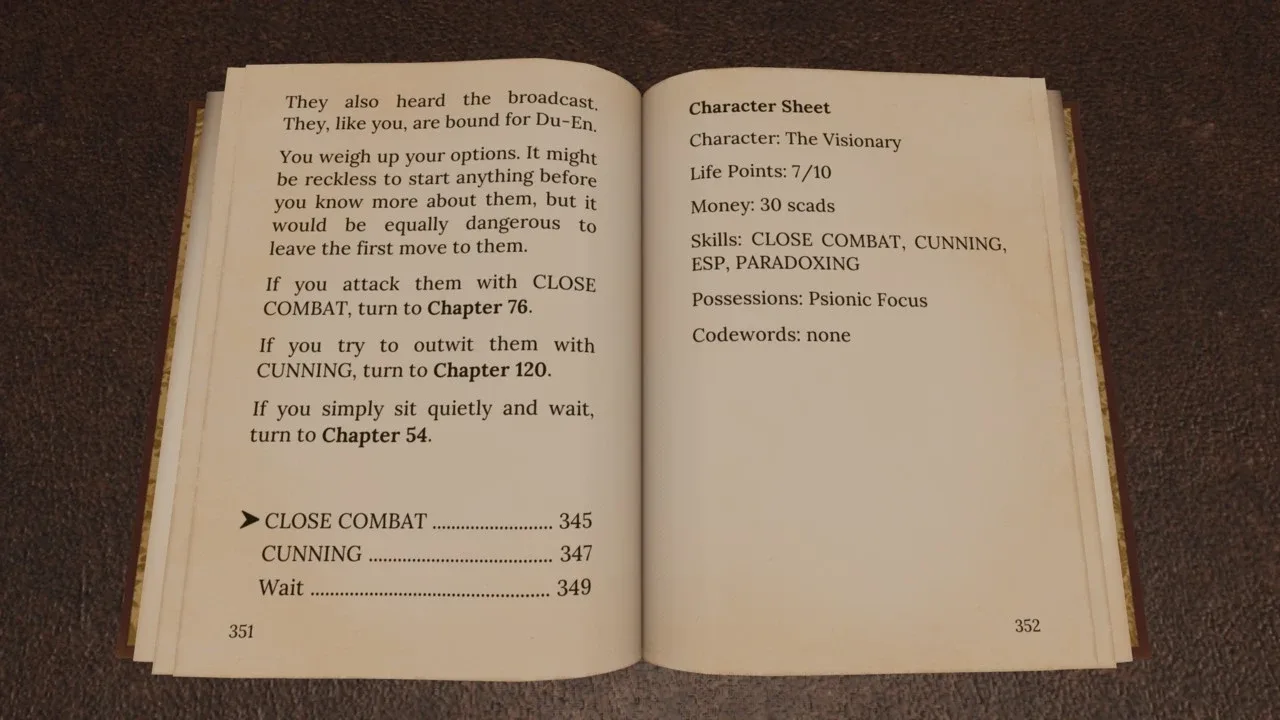 They also heard the broadcast.
They, like you, are bound for Du-En.
You weigh up your options. It might
be reckless to start anything before
you know more about them, but it
would be equally dangerous to
leave the first move to them.
If you attack them with CLOSE
COMBAT, turn to Chapter 76.
If you try to outwit them with
CUNNING, turn to Chapter 120.
If you simply sit quietly and wait,
turn to Chapter 54.
➤ CLOSE COMBAT ........................ 345
CUNNING ..................................... 347
Wait ................................................ 349
351
Character Sheet
Character: The Visionary
Life Points: 7/10
Money: 30 scads
Skills: CLOSE COMBAT, CUNNING,
ESP, PARADOXING
Possessions: Psionic Focus
Codewords: none
352